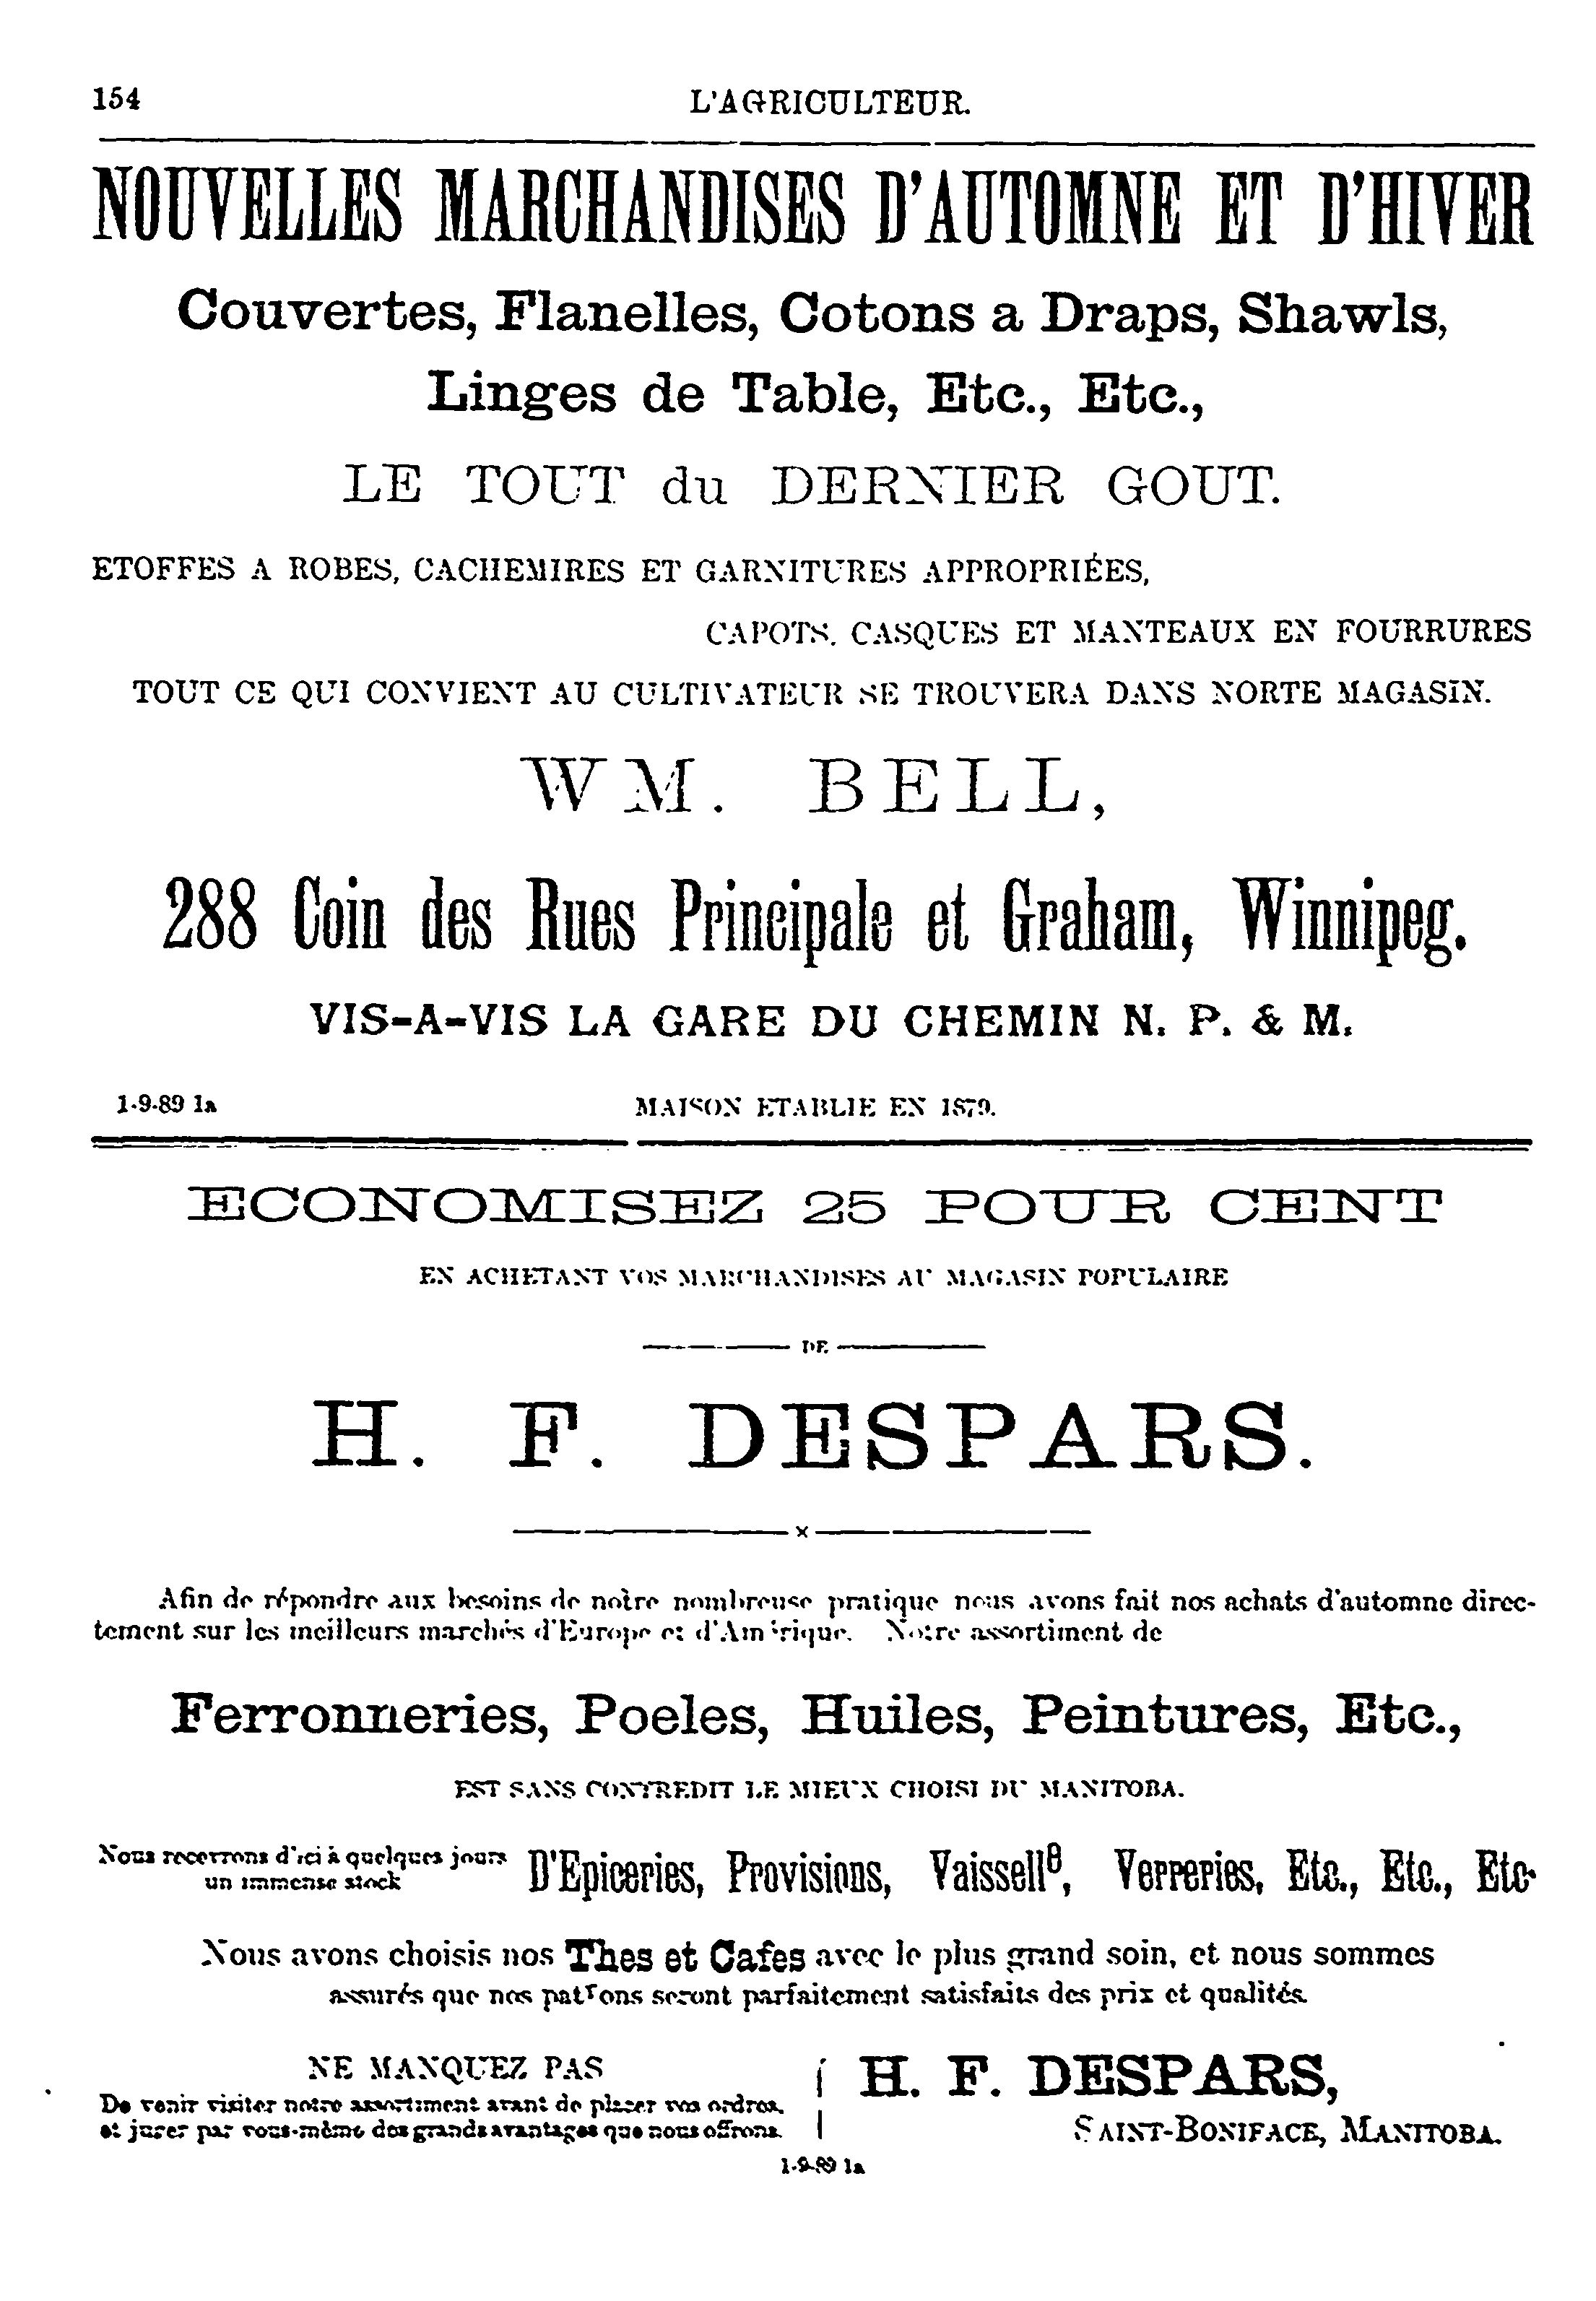 154
L'AGRICULTEUR.
NOUVELLES MARCHANDISES D'AUTOMNE ET D'HIVER
Couvertes, Flanelles, Cotons a Draps, Shawls,
Linges de Table, Etc., Etc.,
LE TOUT du DERNIER GOUT.
ETOFFES A ROBES, CACHEMIRES ET GARNITURES APPROPRIÉES,
CAPOTS, CASQUES ET MANTEAUX EN FOURRURES
TOUT CE QUI CONVIENT AU CULTIVATEUR SE TROUVERA DANS NORTE MAGASIN.
WM. BELL,
288 Coin des Rues Principale et Graham, Winnipeg.
VIS-A-VIS LA GARE DU CHEMIN N. P. & M.
1-9-89 1a
MAISON ETABLIE EN 1879.
ECONOMISEZ 25 POUR CENT
EN ACHETANT VOS MARCHANDISES AU MAGASIN POPULAIRE
DE
H. F. DESPARS.
x
Afin de répondre aux besoins de notre nombreuse pratique nous avons fait nos achats d'automne direc-
tement sur les meilleurs marchés d'Europe et d'Amérique. Notre assortiment de
Ferronneries, Poeles, Huiles, Peintures, Etc.,
EST SANS CONTREDIT LE MIEUX CHOISI DU MANITOBA.
Nous recevrons d'ici à quelques jours
un immense stock
D'Epiceries, Provisions, Vaisselle, Verreries, Etc., Etc., Etc.
Nous avons choisis nos Thes et Cafes avec le plus grand soin, et nous sommes
assurés que nos patrons seront parfaitement satisfaits des prix et qualités.
NE MANQUEZ PAS
De venir visiter notre assortiment avant de placer vos ordres,
et juger par vous-même des grands avantages que nous offrons.
H. F. DESPARS,
SAINT-BONIFACE, MANITOBA.
1-9-89 1a